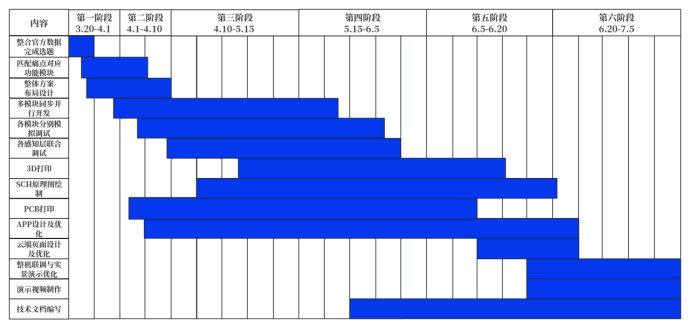 内容
第一阶段
3.20-4.1
第二阶段
4.1-4.10
第三阶段
4.10-5.15
第四阶段
5.15-6.5
第五阶段
6.5-6.20
第六阶段
6.20-7.5
整合官方数据
完成选题
匹配痛点对应
功能模块
整体方案
布局设计
多模块同步并
行开发
各模块分别模
拟调试
各感知层联合
调试
3D打印
SCH原理图绘
制
PCB打印
APP设计及优
化
云端页面设计
及优化
整机联调与实
景演示优化
演示视频制作
技术文档编写